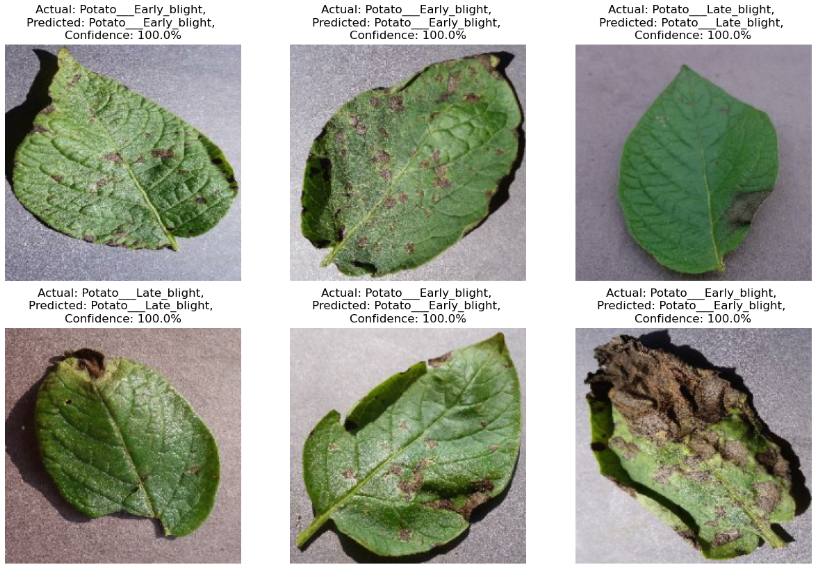 Actual: Potato___Early_blight,
Predicted: Potato___Early_blight,
Confidence: 100.0%
Actual: Potato___Early_blight,
Predicted: Potato___Early_blight,
Confidence: 100.0%
Actual: Potato___Late_blight,
Predicted: Potato___Late_blight,
Confidence: 100.0%
Actual: Potato___Late_blight,
Predicted: Potato___Late_blight,
Confidence: 100.0%
Actual: Potato___Early_blight,
Predicted: Potato___Early_blight,
Confidence: 100.0%
Actual: Potato___Early_blight,
Predicted: Potato___Early_blight,
Confidence: 100.0%